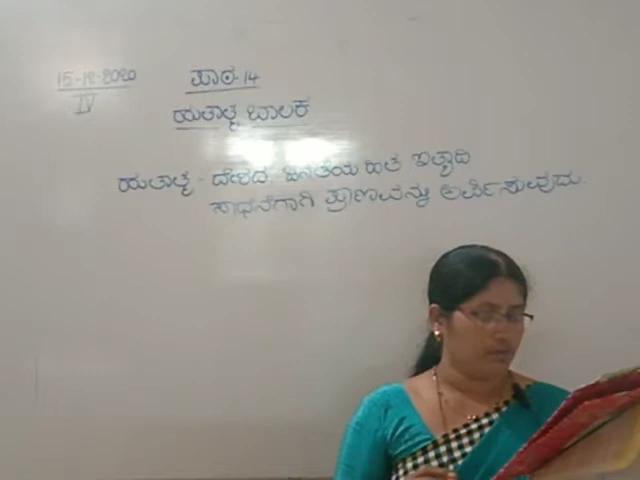 15-12-2020
IV
ಪಾಠ-14
ಹುತಾತ್ಮ ಬಾಲಕ
ಹುತಾತ್ಮ - ದೇಶದ ಜನತೆಯ ಹಿತ ಇತ್ಯಾದಿ
ಸಾಧನೆಗಾಗಿ ಪ್ರಾಣವನ್ನು ಅರ್ಪಿಸುವುದು.